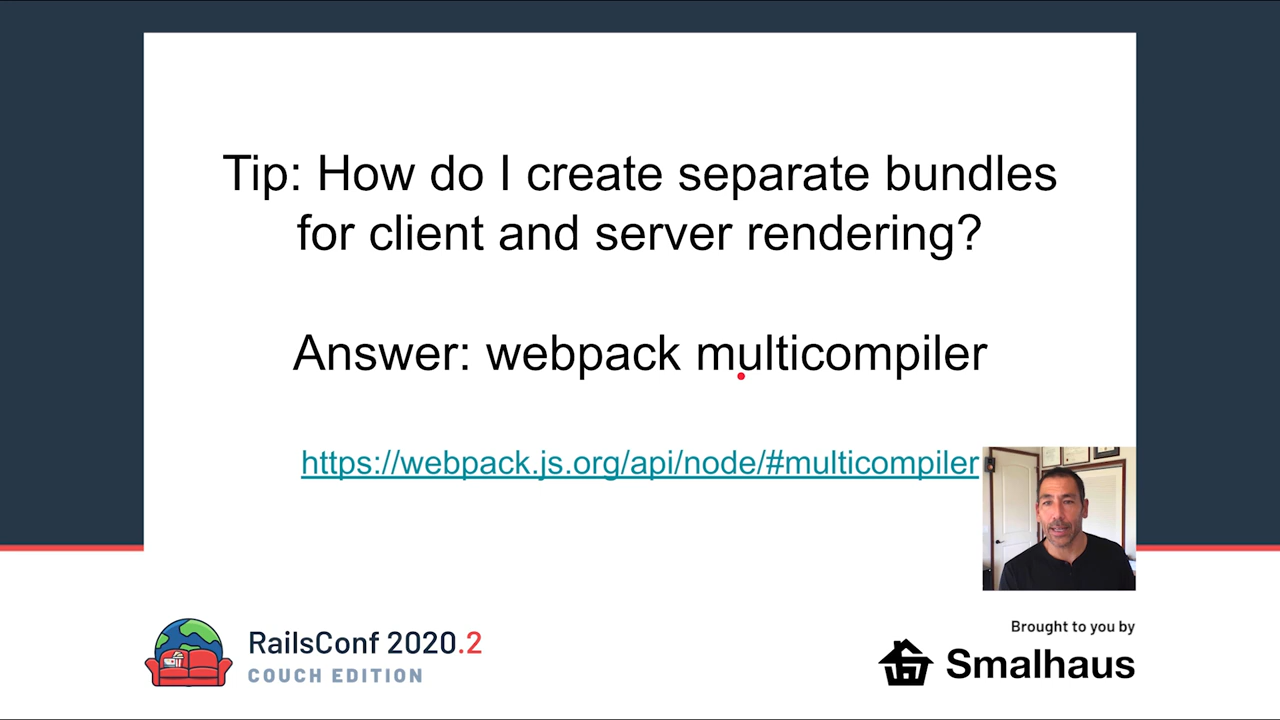 Tip: How do I create separate bundles
for client and server rendering?
Answer: webpack multicompiler
https://webpack.js.org/api/node/#multicompiler
RailsConf 2020.2
COUCH EDITION
Brought to you by
Smalhaus